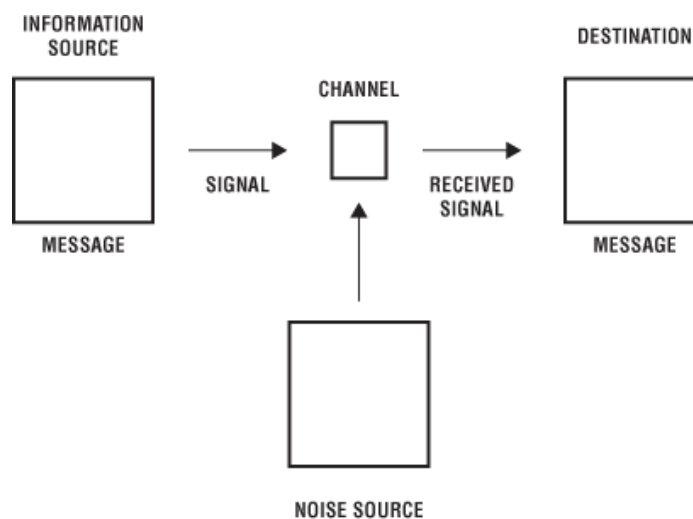 INFORMATION
SOURCE
MESSAGE
SIGNAL
CHANNEL
RECEIVED
SIGNAL
DESTINATION
MESSAGE
NOISE SOURCE